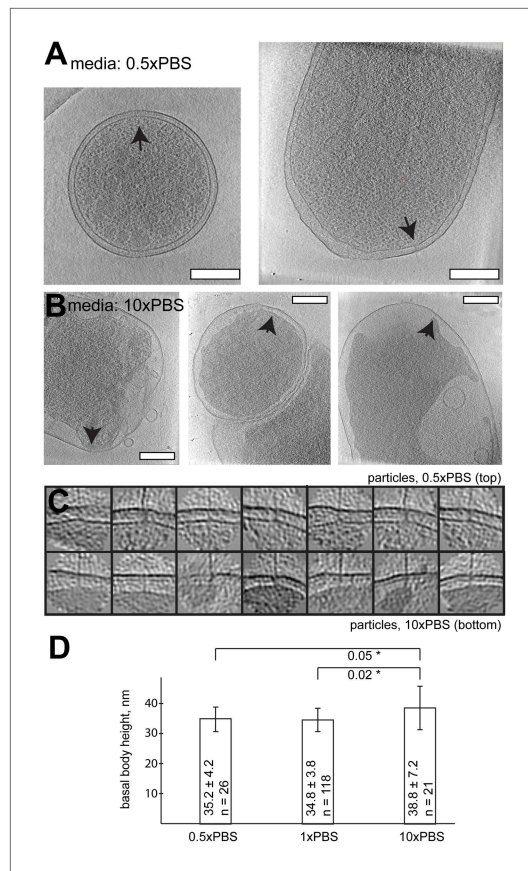 A media: 0.5xPBS
B media: 10xPBS
particles, 0.5xPBS (top)
C
particles, 10xPBS (bottom)
D
0.05 *
0.02 *
basal body height, nm
40
30
20
10
35.2 ± 4.2
n = 26
34.8 ± 3.8
n = 118
38.8 ± 7.2
n = 21
0.5xPBS
1xPBS
10xPBS